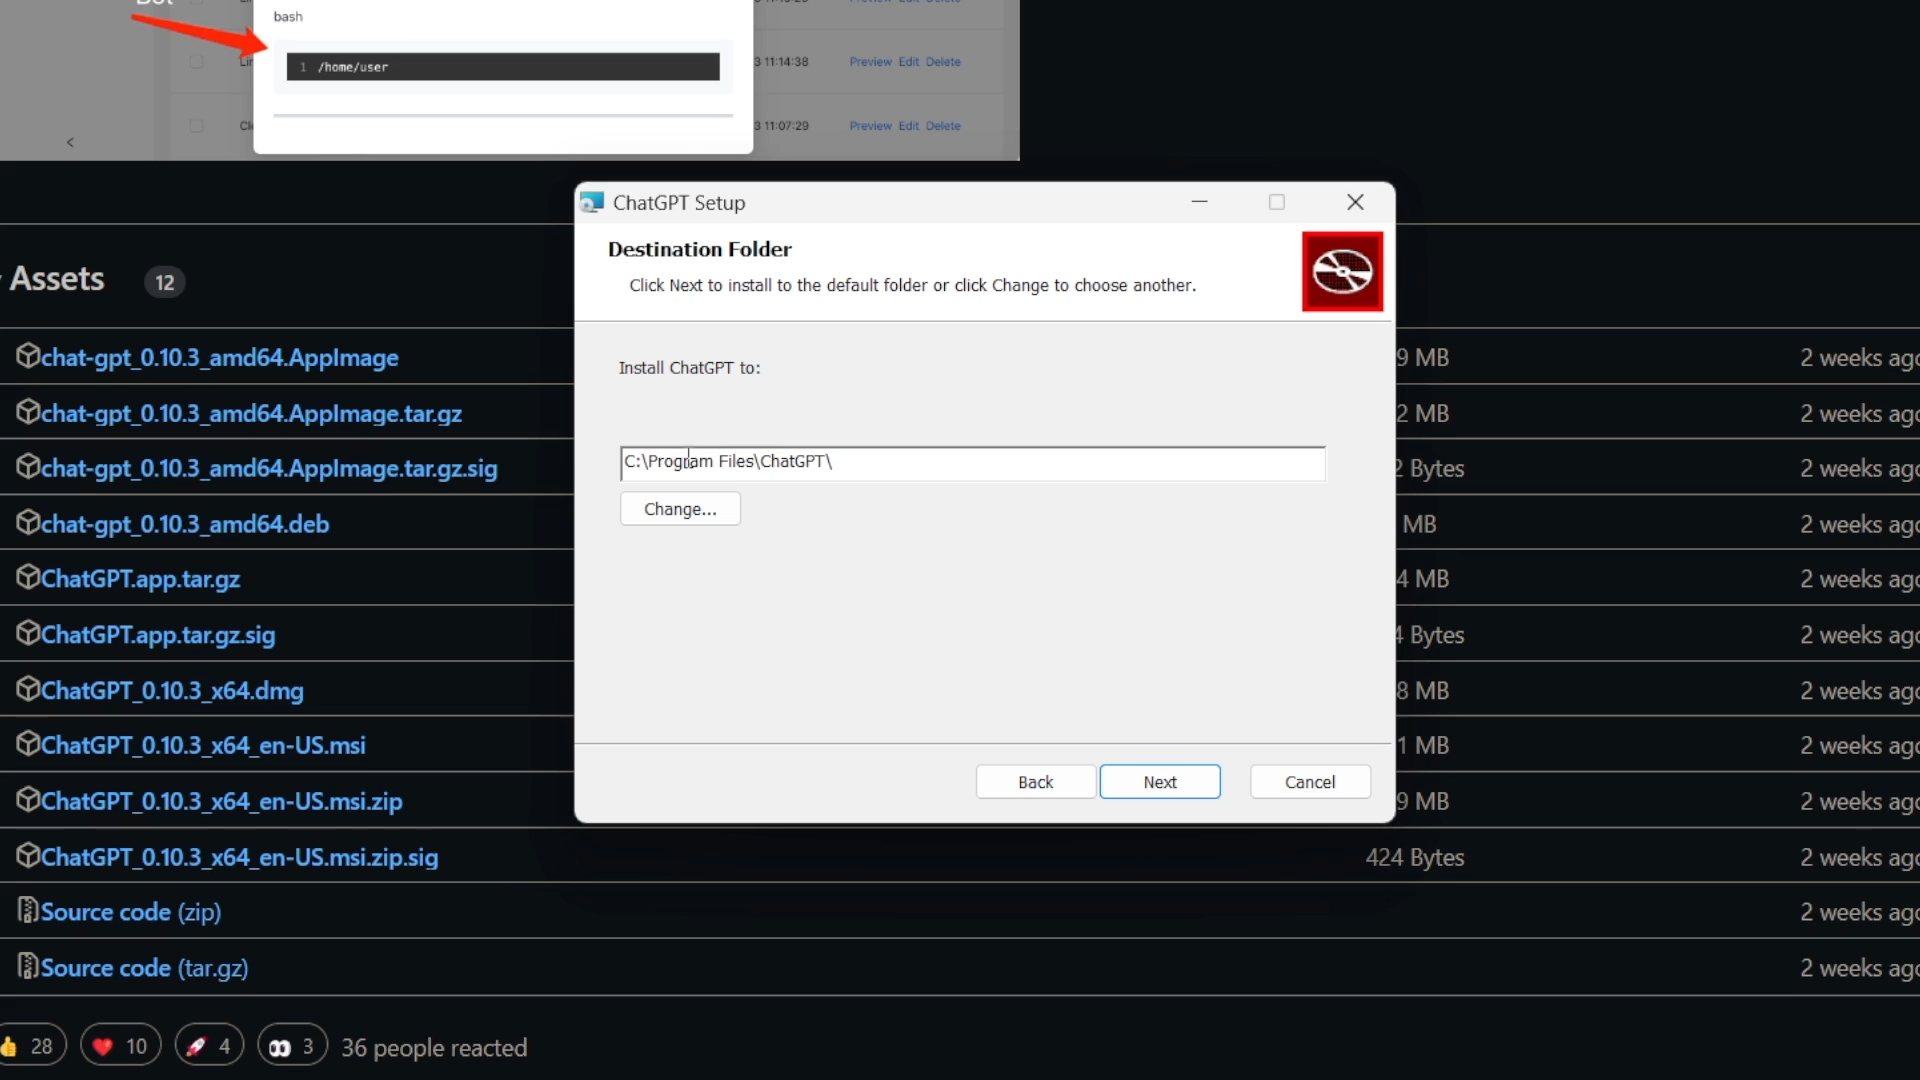 bash
1 /home/user
3 11:14:38 Preview Edit Delete
3 11:07:29 Preview Edit Delete
<
ChatGPT Setup
Destination Folder
Click Next to install to the default folder or click Change to choose another.
Install ChatGPT to:
C:\Program Files\ChatGPT\
Change...
Back Next Cancel
Assets 12
chat-gpt_0.10.3_amd64.AppImage 9 MB 2 weeks ago
chat-gpt_0.10.3_amd64.AppImage.tar.gz 2 MB 2 weeks ago
chat-gpt_0.10.3_amd64.AppImage.tar.gz.sig 2 Bytes 2 weeks ago
chat-gpt_0.10.3_amd64.deb MB 2 weeks ago
ChatGPT.app.tar.gz 4 MB 2 weeks ago
ChatGPT.app.tar.gz.sig 4 Bytes 2 weeks ago
ChatGPT_0.10.3_x64.dmg 8 MB 2 weeks ago
ChatGPT_0.10.3_x64_en-US.msi 1 MB 2 weeks ago
ChatGPT_0.10.3_x64_en-US.msi.zip 9 MB 2 weeks ago
ChatGPT_0.10.3_x64_en-US.msi.zip.sig 424 Bytes 2 weeks ago
Source code (zip) 2 weeks ago
Source code (tar.gz) 2 weeks ago
28 10 4 3 36 people reacted